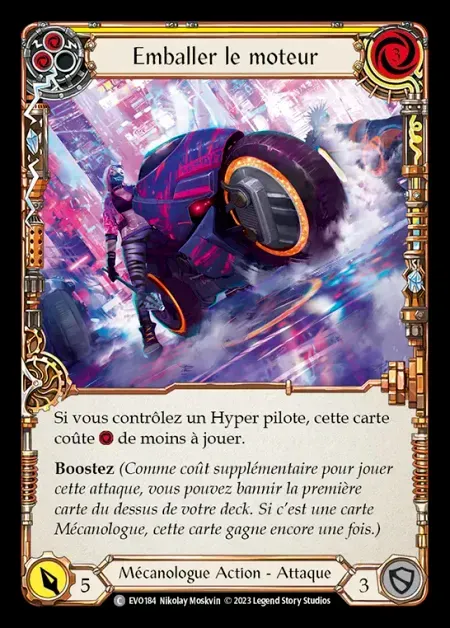 Emballer le moteur
3
Si vous contrôlez un Hyper pilote, cette carte
coûte de moins à jouer.
Boostez (Comme coût supplémentaire pour jouer
cette attaque, vous pouvez bannir la première
carte du dessus de votre deck. Si c'est une carte
Mécanologue, cette carte gagne encore une fois.)
5
Mécanologue Action - Attaque
3
C EVO184 Nikolay Moskvin © 2023 Legend Story Studios